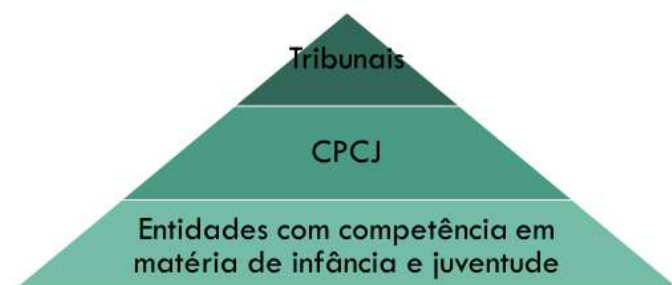 Tribunais
CPCJ
Entidades com competência em
matéria de infância e juventude